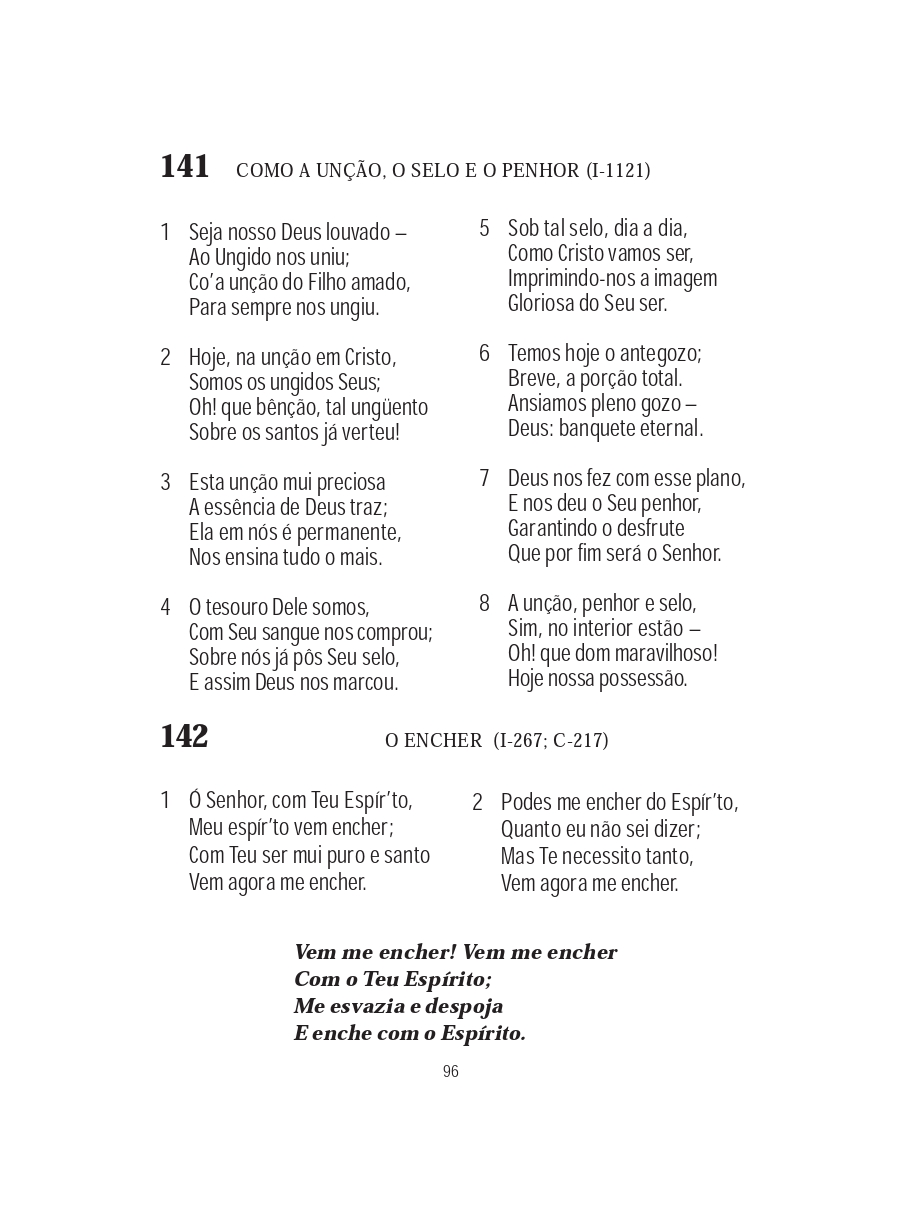 141 COMO A UNÇÃO, O SELO E O PENHOR (I-1121)
1 Seja nosso Deus louvado –
Ao Ungido nos uniu;
Co’a unção do Filho amado,
Para sempre nos ungiu.
2 Hoje, na unção em Cristo,
Somos os ungidos Seus;
Oh! que bênção, tal ungüento
Sobre os santos já verteu!
3 Esta unção mui preciosa
A essência de Deus traz;
Ela em nós é permanente,
Nos ensina tudo o mais.
4 O tesouro Dele somos,
Com Seu sangue nos comprou;
Sobre nós já pôs Seu selo,
E assim Deus nos marcou.
5 Sob tal selo, dia a dia,
Como Cristo vamos ser,
Imprimindo-nos a imagem
Gloriosa do Seu ser.
6 Temos hoje o antegozo;
Breve, a porção total.
Ansiamos pleno gozo –
Deus: banquete eternal.
7 Deus nos fez com esse plano,
E nos deu o Seu penhor,
Garantindo o desfrute
Que por fim será o Senhor.
8 A unção, penhor e selo,
Sim, no interior estão –
Oh! que dom maravilhoso!
Hoje nossa possessão.
142 O ENCHER (I-267; C-217)
1 Ó Senhor, com Teu Espír’to,
Meu espír’to vem encher;
Com Teu ser mui puro e santo
Vem agora me encher.
2 Podes me encher do Espír’to,
Quanto eu não sei dizer;
Mas Te necessito tanto,
Vem agora me encher.
Vem me encher! Vem me encher
Com o Teu Espírito;
Me esvazia e despoja
E enche com o Espírito.
96